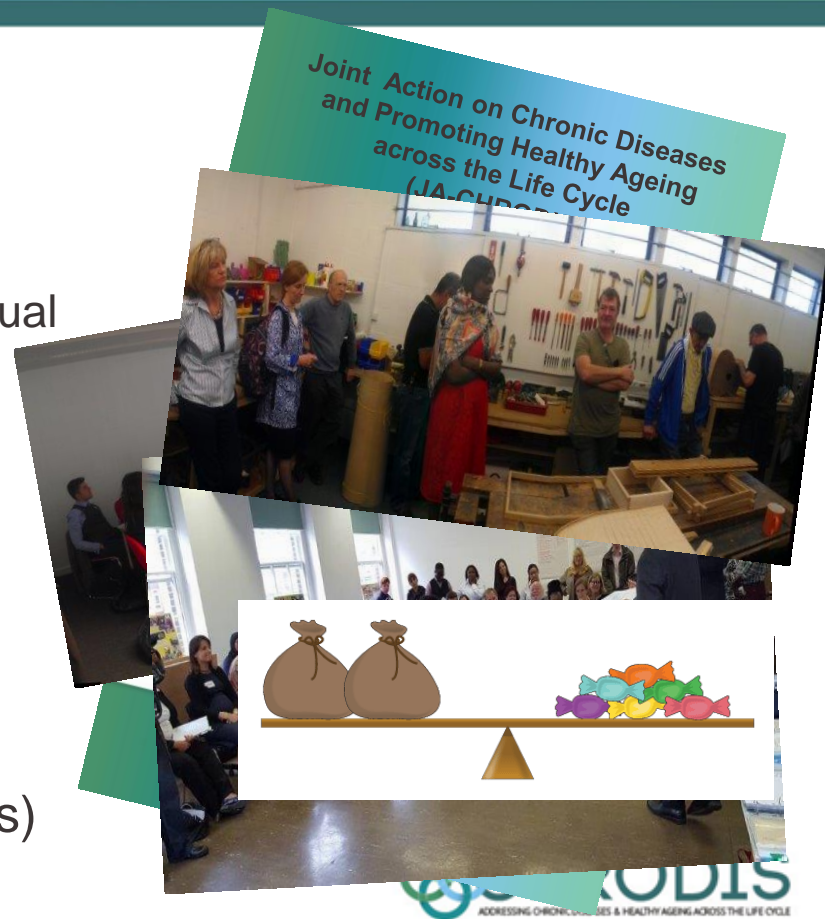 Joint Action on Chronic Diseases
and Promoting Healthy Ageing
across the Life Cycle
ual
s)
RODIS
ADDRESSING CHRONIC & HEALTHY AGEING ACROSS THE LIFE CYCLE